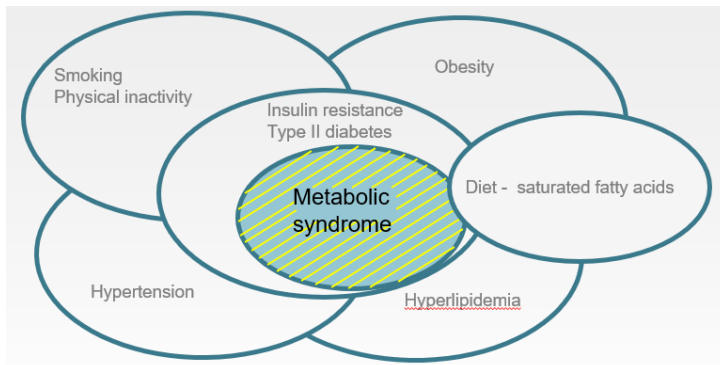 Smoking
Physical inactivity
Obesity
Insulin resistance
Type II diabetes
Diet - saturated fatty acids
Metabolic
syndrome
Hypertension
Hyperlipidemia